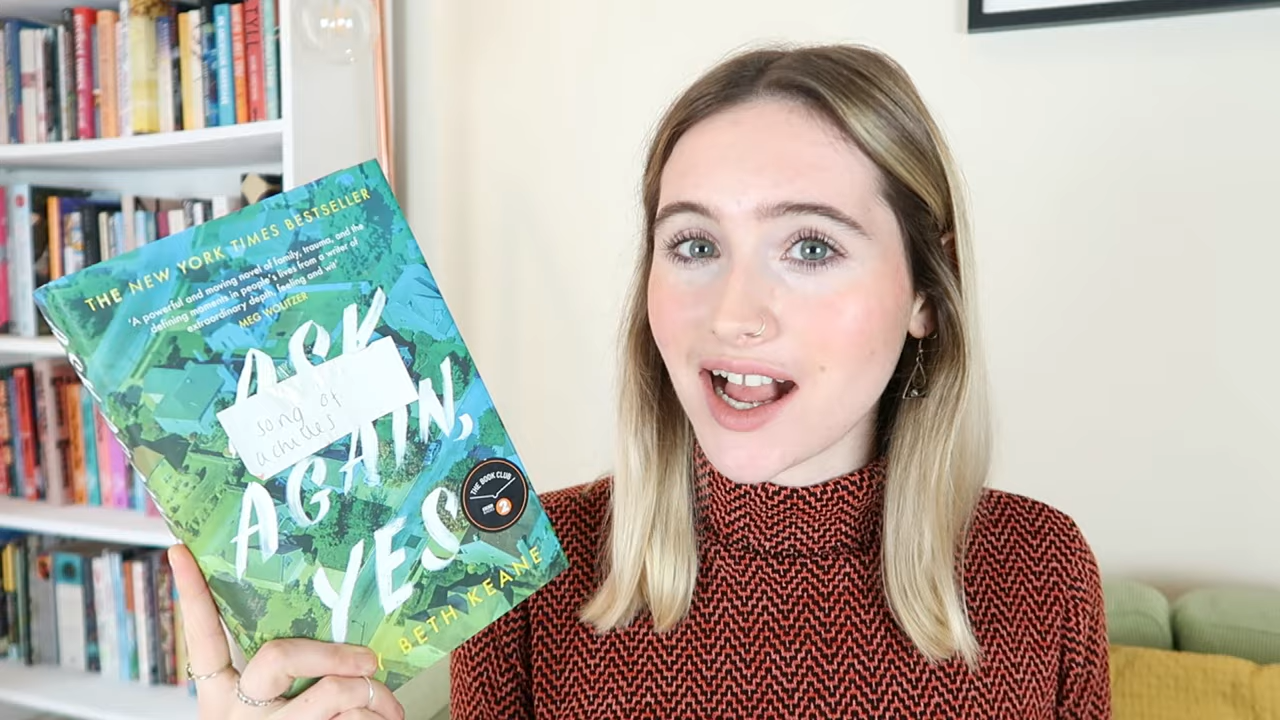 THE NEW YORK TIMES BESTSELLER
'A powerful and moving novel of family, trauma, and the
defining moments in people's lives from a writer of
extraordinary depth, feeling and wit'
MEG WOLITZER
ASK
song of
achilles
AGAIN,
YES
BETH KEANE
THE BOOK CLUB
BBC
2